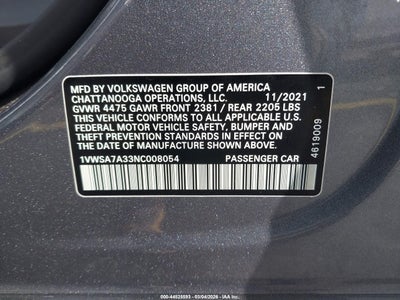 MFD BY VOLKSWAGEN GROUP OF AMERICA
CHATTANOOGA OPERATIONS, LLC. 11/2021
GVWR 4475 GAWR FRONT 2381 / REAR 2205 LBS
THIS VEHICLE CONFORMS TO ALL APPLICABLE U.S.
FEDERAL MOTOR VEHICLE SAFETY, BUMPER AND
THEFT PREVENTION STANDARDS IN EFFECT ON
THE DATE OF MANUFACTURE SHOWN ABOVE.
1VWSA7A33NC008054 PASSENGER CAR
4619009 1
000-44828593 - 03/04/2026 - IAA Inc.